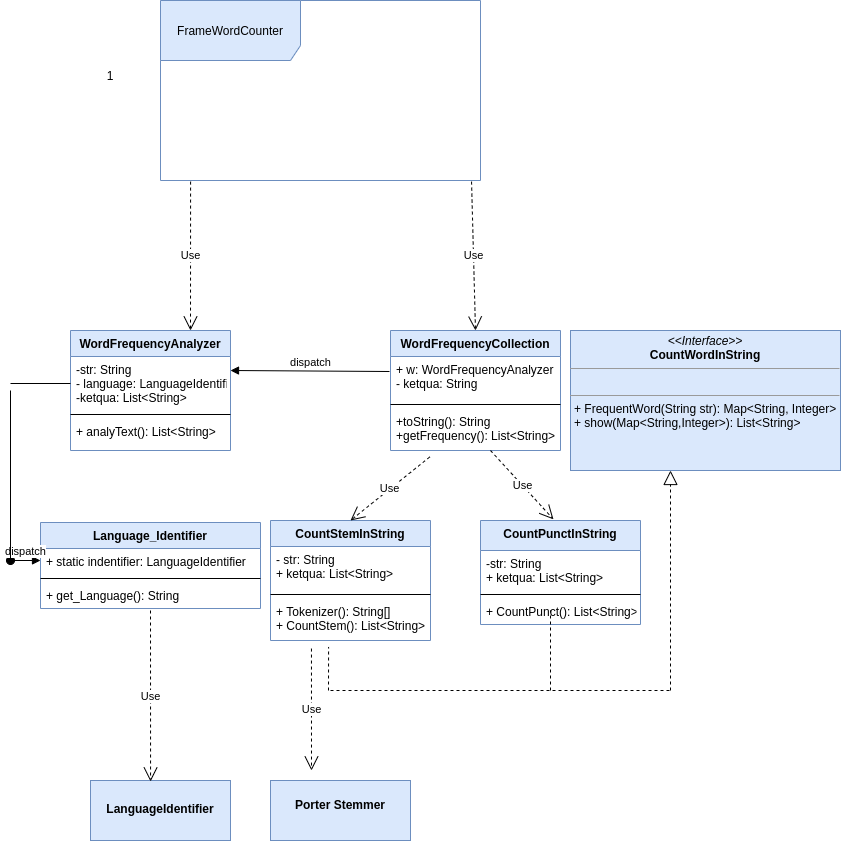 FrameWordCounter
1
Use
Use
WordFrequencyAnalyzer
-str: String
- language: LanguageIdentifi
-ketqua: List<String>
+ analyText(): List<String>
dispatch
WordFrequencyCollection
+ w: WordFrequencyAnalyzer
- ketqua: String
+toString(): String
+getFrequency(): List<String>
<<Interface>>
CountWordInString
+ FrequentWord(String str): Map<String, Integer>
+ show(Map<String,Integer>): List<String>
Use
Use
dispatch
Language_Identifier
+ static indentifier: LanguageIdentifier
+ get_Language(): String
CountStemInString
- str: String
+ ketqua: List<String>
+ Tokenizer(): String[]
+ CountStem(): List<String>
CountPunctInString
-str: String
+ ketqua: List<String>
+ CountPunct(): List<String>
Use
Use
LanguageIdentifier
Porter Stemmer